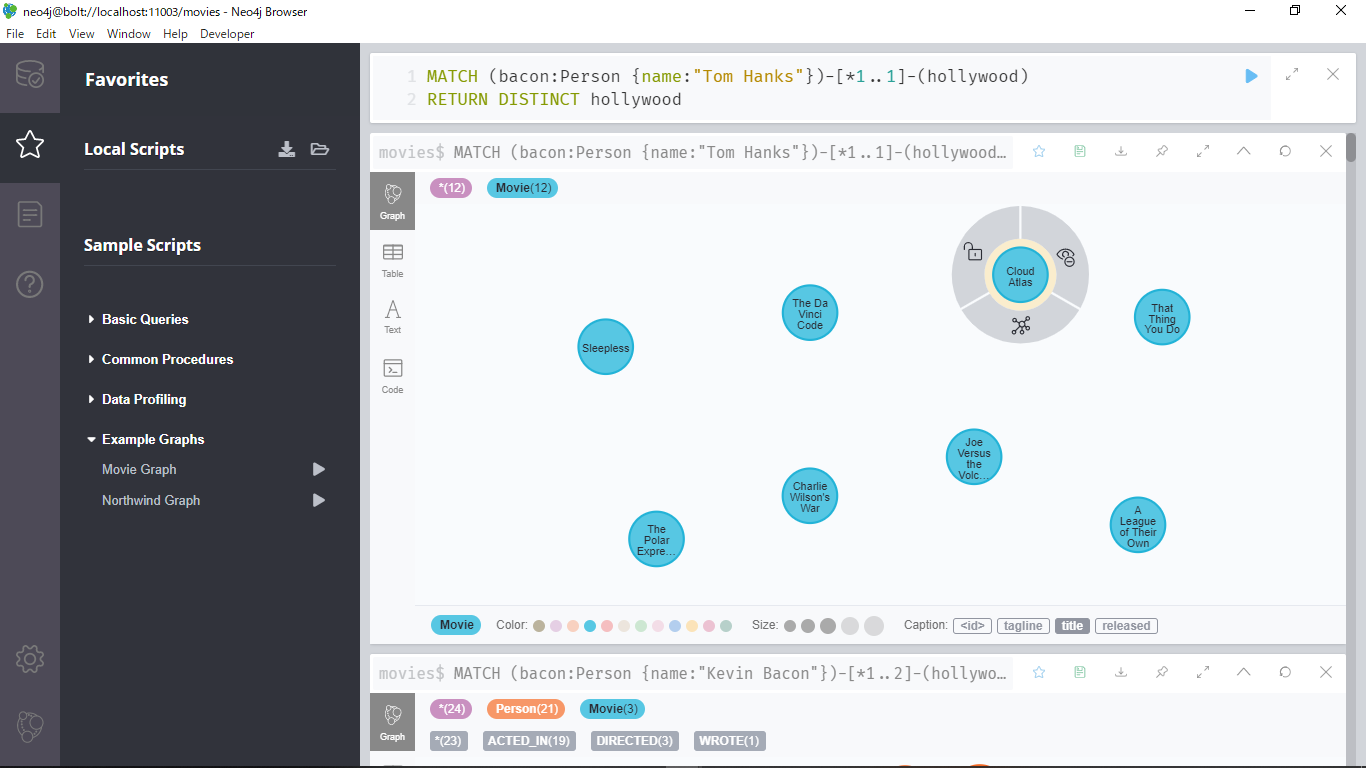 neo4j@bolt://localhost:11003/movies - Neo4j Browser
File Edit View Window Help Developer
Favorites
Local Scripts
Sample Scripts
Basic Queries
Common Procedures
Data Profiling
Example Graphs
Movie Graph
Northwind Graph
1 MATCH (bacon:Person {name:"Tom Hanks"})-[*1..1]-(hollywood)
2 RETURN DISTINCT hollywood
movies$ MATCH (bacon:Person {name:"Tom Hanks"})-[*1..1]-(hollywood…
Graph
Table
Text
Code
*(12) Movie(12)
Cloud
Atlas
The Da
Vinci
Code
That
Thing
You Do
Sleepless
Joe
Versus
the
Volc…
Charlie
Wilson's
War
A
League
of Their
Own
The
Polar
Expre…
Movie Color: Size: Caption: <id> tagline title released
movies$ MATCH (bacon:Person {name:"Kevin Bacon"})-[*1..2]-(hollywo…
Graph
*(24) Person(21) Movie(3)
*(23) ACTED_IN(19) DIRECTED(3) WROTE(1)